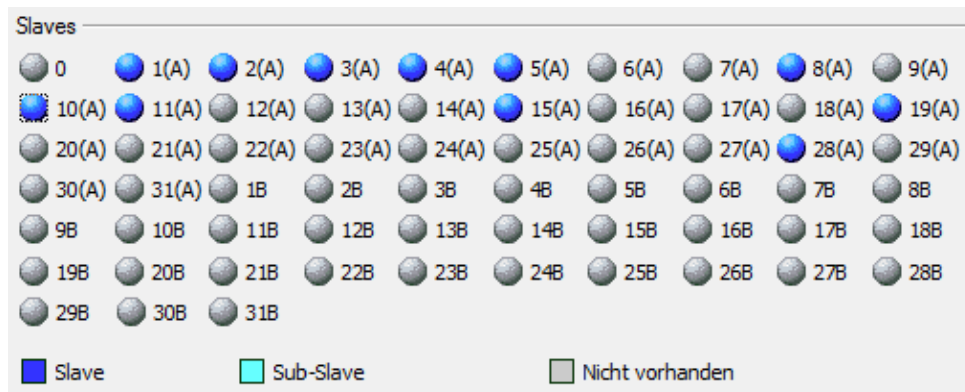 Slaves
0 1(A) 2(A) 3(A) 4(A) 5(A) 6(A) 7(A) 8(A) 9(A)
10(A) 11(A) 12(A) 13(A) 14(A) 15(A) 16(A) 17(A) 18(A) 19(A)
20(A) 21(A) 22(A) 23(A) 24(A) 25(A) 26(A) 27(A) 28(A) 29(A)
30(A) 31(A) 1B 2B 3B 4B 5B 6B 7B 8B
9B 10B 11B 12B 13B 14B 15B 16B 17B 18B
19B 20B 21B 22B 23B 24B 25B 26B 27B 28B
29B 30B 31B
Slave Sub-Slave Nicht vorhanden